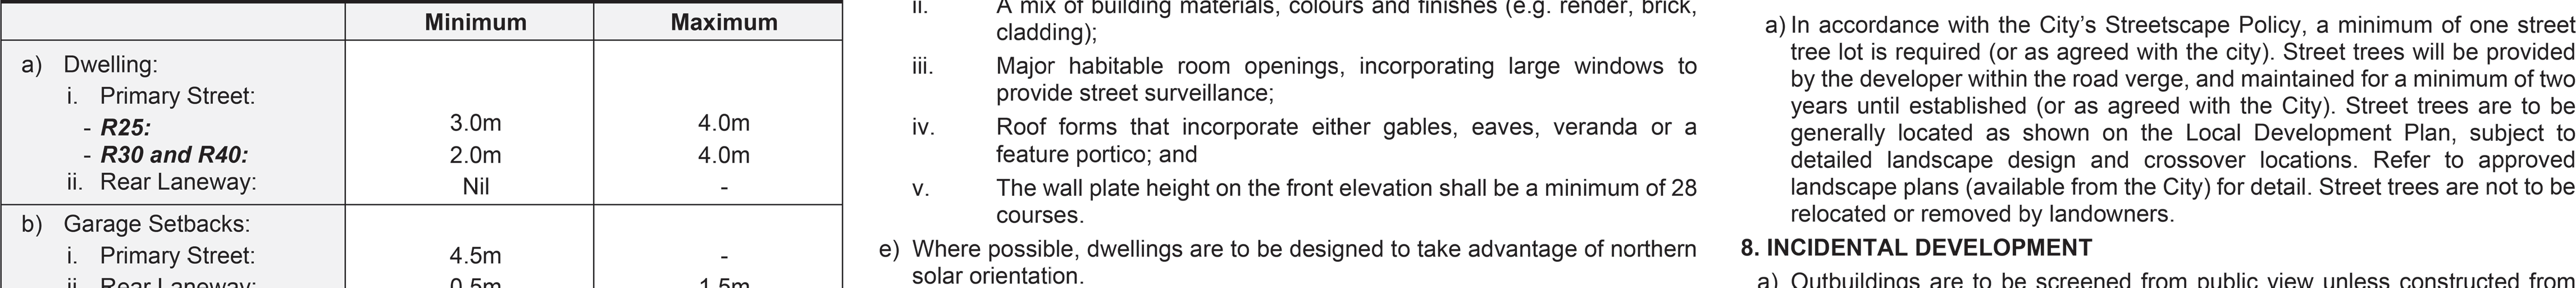 Minimum Maximum
a) Dwelling:
i. Primary Street:
- R25: 3.0m 4.0m
- R30 and R40: 2.0m 4.0m
ii. Rear Laneway: Nil -
b) Garage Setbacks:
i. Primary Street: 4.5m -
ii. Rear Laneway: 0.5m 1.5m
ii. A mix of building materials, colours and finishes (e.g. render, brick,
cladding);
iii. Major habitable room openings, incorporating large windows to
provide street surveillance;
iv. Roof forms that incorporate either gables, eaves, veranda or a
feature portico; and
v. The wall plate height on the front elevation shall be a minimum of 28
courses.
e) Where possible, dwellings are to be designed to take advantage of northern
solar orientation.
a) In accordance with the City's Streetscape Policy, a minimum of one street
tree lot is required (or as agreed with the city). Street trees will be provided
by the developer within the road verge, and maintained for a minimum of two
years until established (or as agreed with the City). Street trees are to be
generally located as shown on the Local Development Plan, subject to
detailed landscape design and crossover locations. Refer to approved
landscape plans (available from the City) for detail. Street trees are not to be
relocated or removed by landowners.
8. INCIDENTAL DEVELOPMENT
a) Outbuildings are to be screened from public view unless constructed from